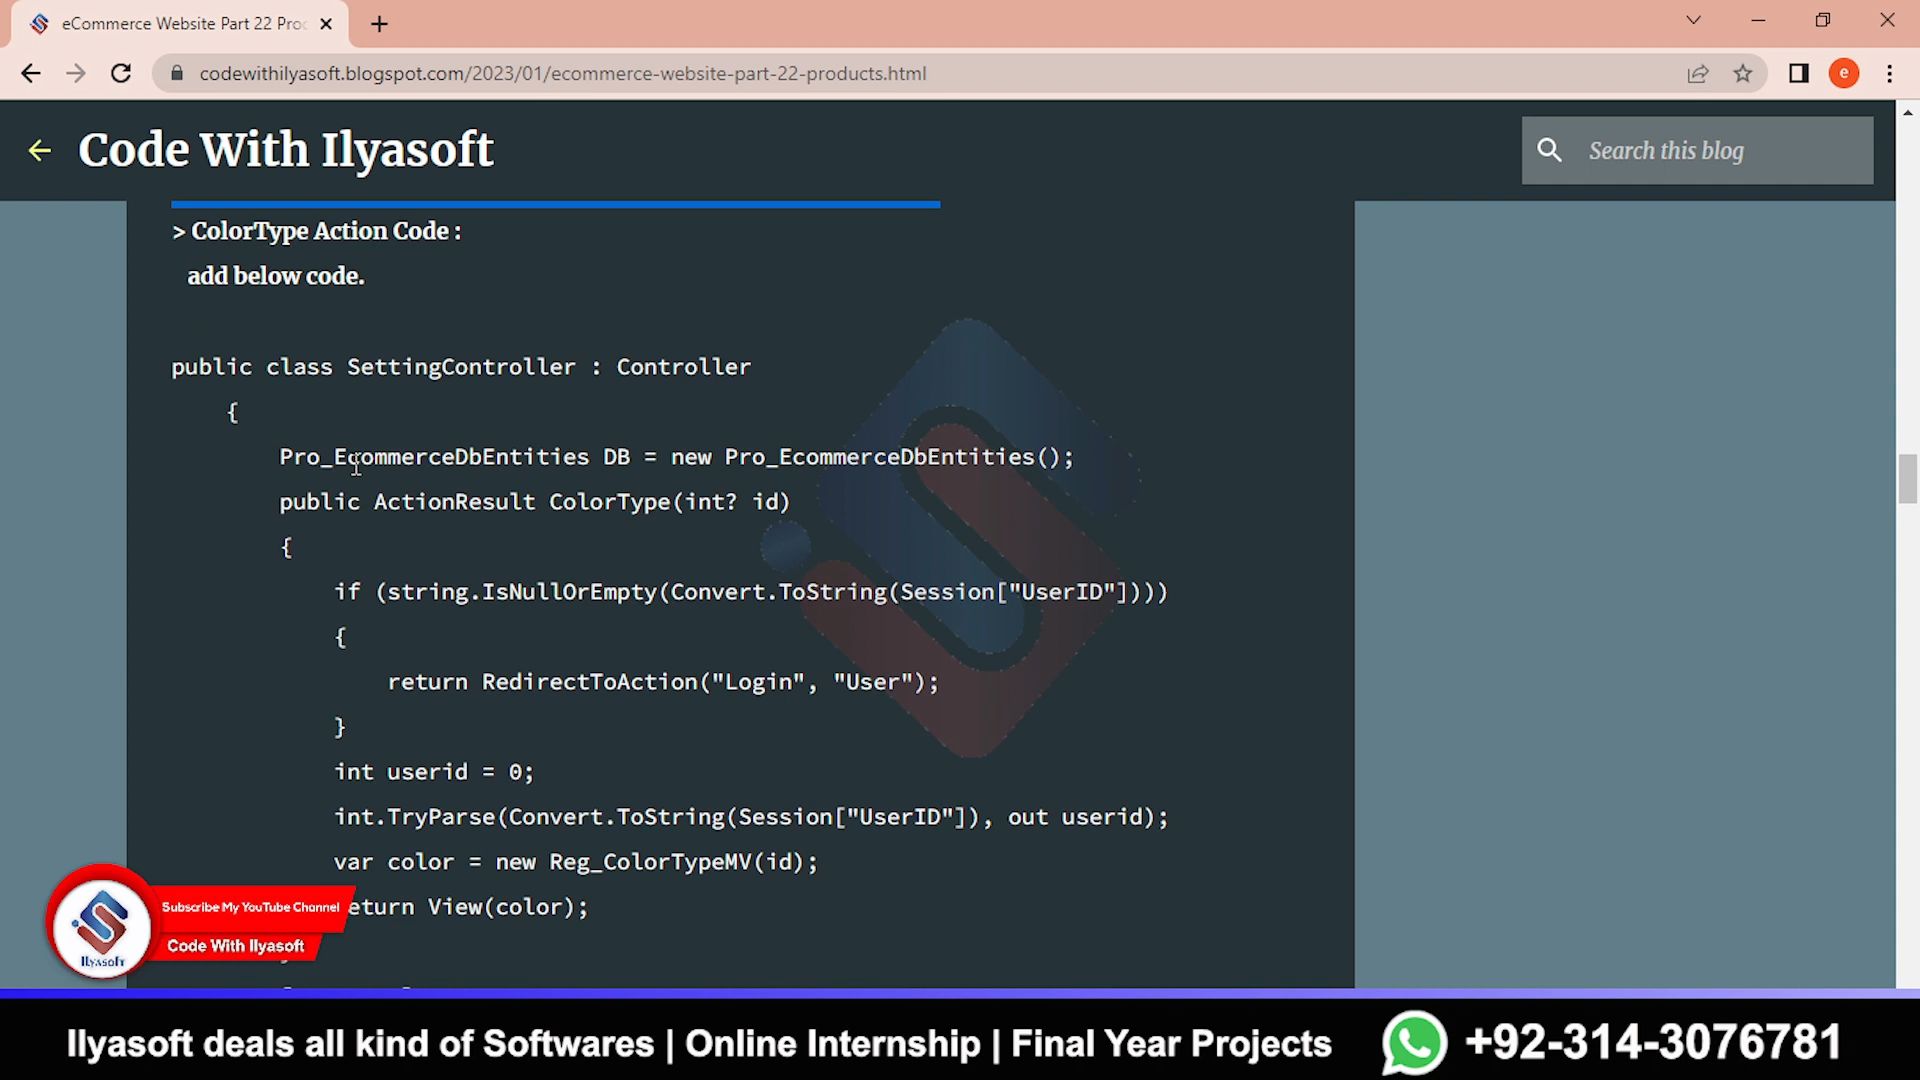 eCommerce Website Part 22 Pro
codewithilyasoft.blogspot.com/2023/01/ecommerce-website-part-22-products.html
e
Code With Ilyasoft
Search this blog
> ColorType Action Code :
add below code.
public class SettingController : Controller
{
Pro_EcommerceDbEntities DB = new Pro_EcommerceDbEntities();
public ActionResult ColorType(int? id)
{
if (string.IsNullOrEmpty(Convert.ToString(Session["UserID"])))
{
return RedirectToAction("Login", "User");
}
int userid = 0;
int.TryParse(Convert.ToString(Session["UserID"]), out userid);
var color = new Reg_ColorTypeMV(id);
eturn View(color);
Subscribe My YouTube Channel
Code With Ilyasoft
Ilyasoft
Ilyasoft deals all kind of Softwares | Online Internship | Final Year Projects
+92-314-3076781